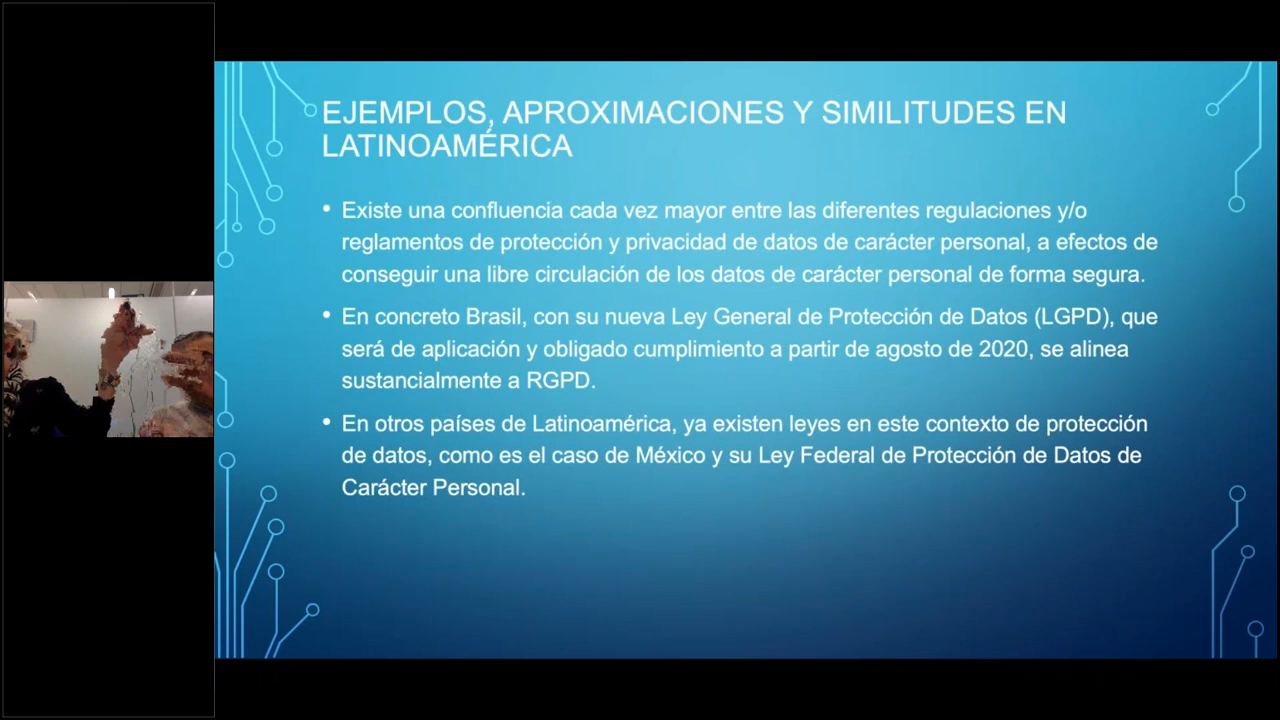 EJEMPLOS, APROXIMACIONES Y SIMILITUDES EN
LATINOAMÉRICA
• Existe una confluencia cada vez mayor entre las diferentes regulaciones y/o
reglamentos de protección y privacidad de datos de carácter personal, a efectos de
conseguir una libre circulación de los datos de carácter personal de forma segura.
• En concreto Brasil, con su nueva Ley General de Protección de Datos (LGPD), que
será de aplicación y obligado cumplimiento a partir de agosto de 2020, se alinea
sustancialmente a RGPD.
• En otros países de Latinoamérica, ya existen leyes en este contexto de protección
de datos, como es el caso de México y su Ley Federal de Protección de Datos de
Carácter Personal.